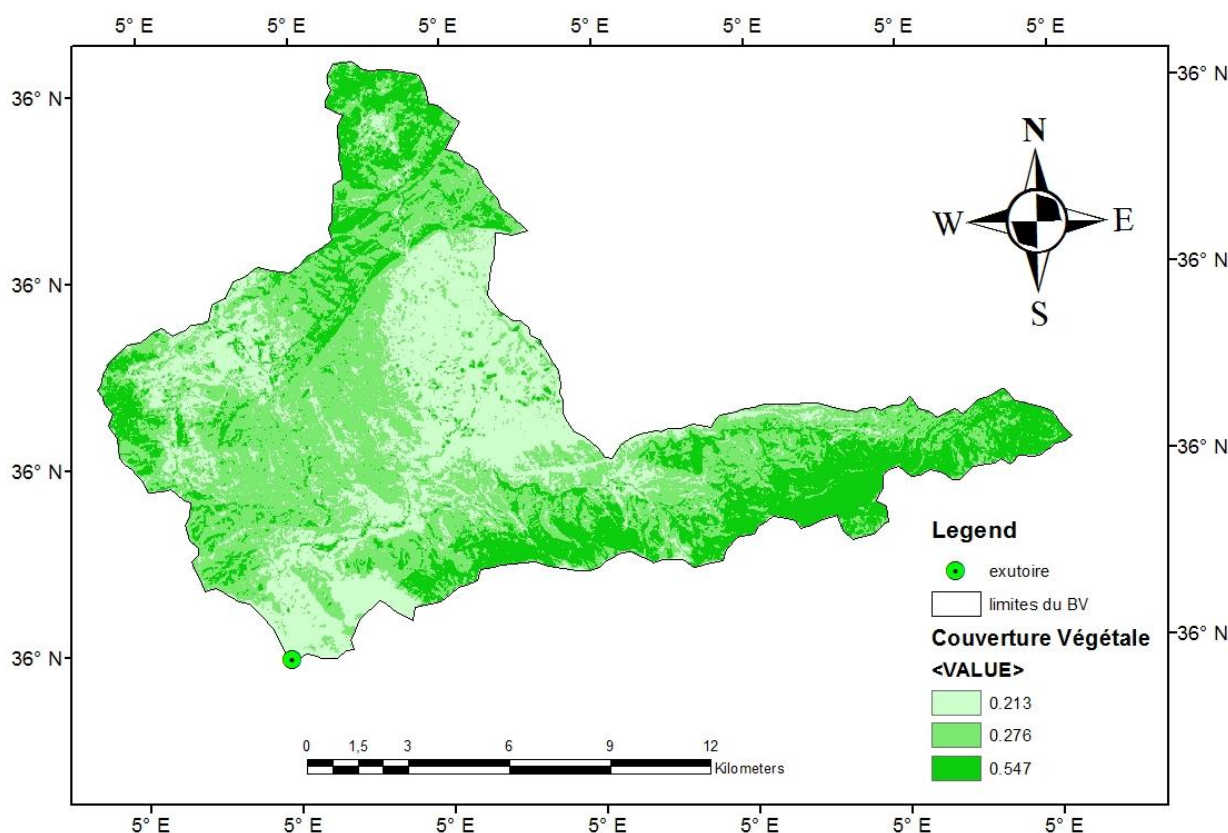 5° E 5° E 5° E 5° E 5° E 5° E 5° E
36° N 36° N
N
W E
S
36° N 36° N
36° N 36° N
36° N 36° N
Legend
exutoire
limites du BV
Couverture Végétale
<VALUE>
0.213
0.276
0.547
0 1,5 3 6 9 12
Kilometers
5° E 5° E 5° E 5° E 5° E 5° E 5° E